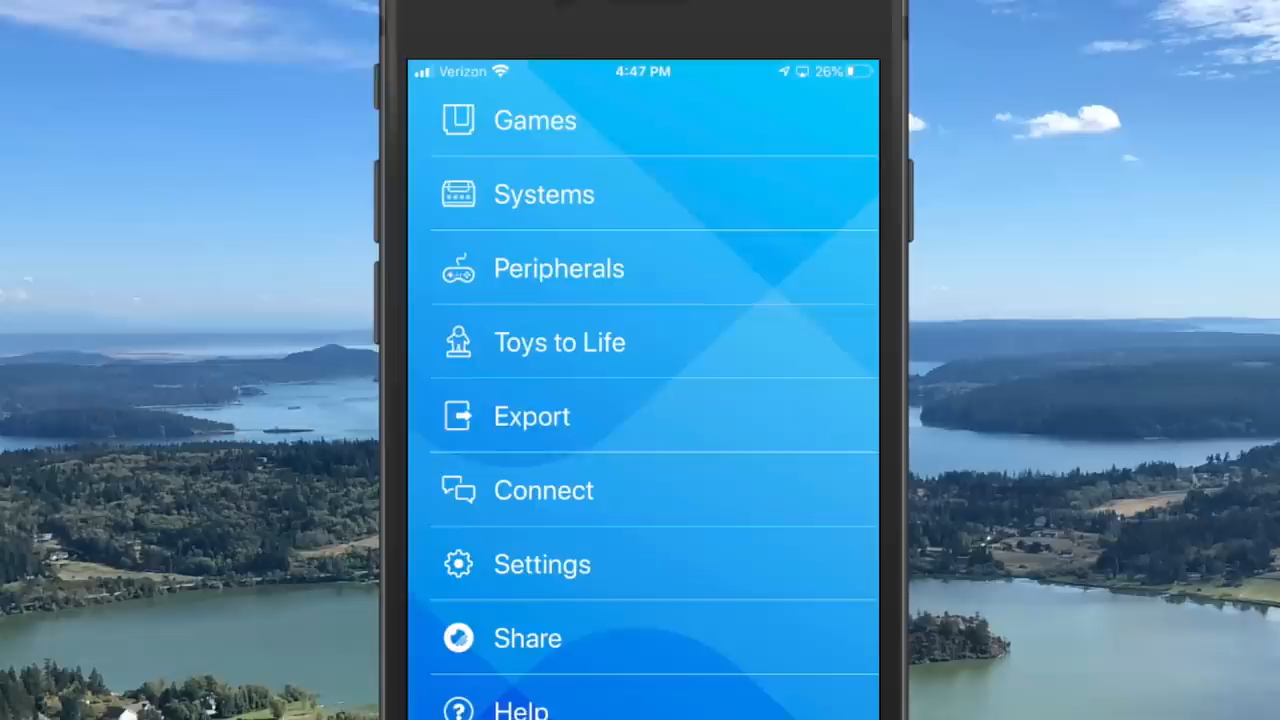 Verizon 4:47 PM 26%
Games
Systems
Peripherals
Toys to Life
Export
Connect
Settings
Share
Help